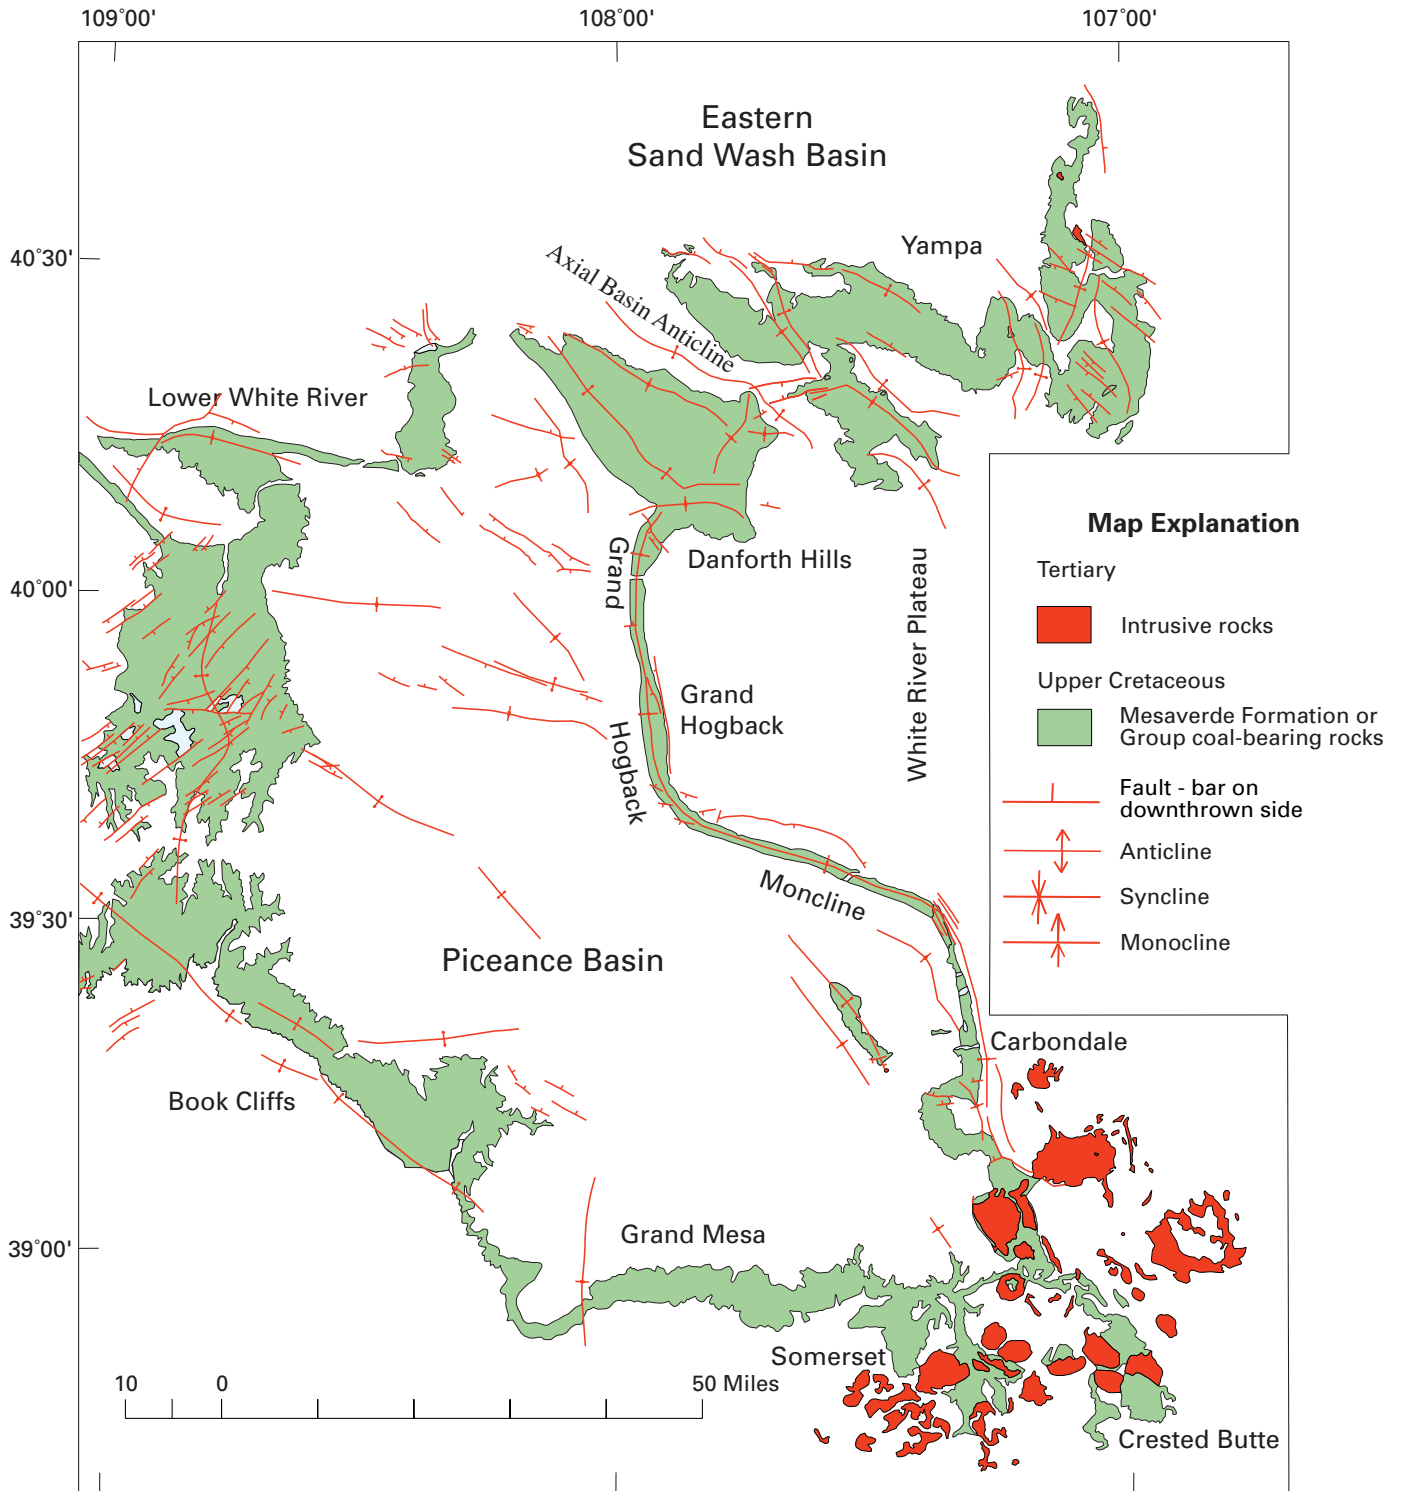 109°00'
108°00'
107°00'
Eastern
Sand Wash Basin
40°30'
Yampa
Axial Basin Anticline
Lower White River
Map Explanation
Tertiary
Intrusive rocks
Upper Cretaceous
Mesaverde Formation or
Group coal-bearing rocks
Fault - bar on
downthrown side
Anticline
Syncline
Monocline
Danforth Hills
Grand
40°00'
White River Plateau
Grand
Hogback
Hogback
Moncline
39°30'
Piceance Basin
Carbondale
Book Cliffs
Grand Mesa
39°00'
Somerset
10
0
50 Miles
Crested Butte